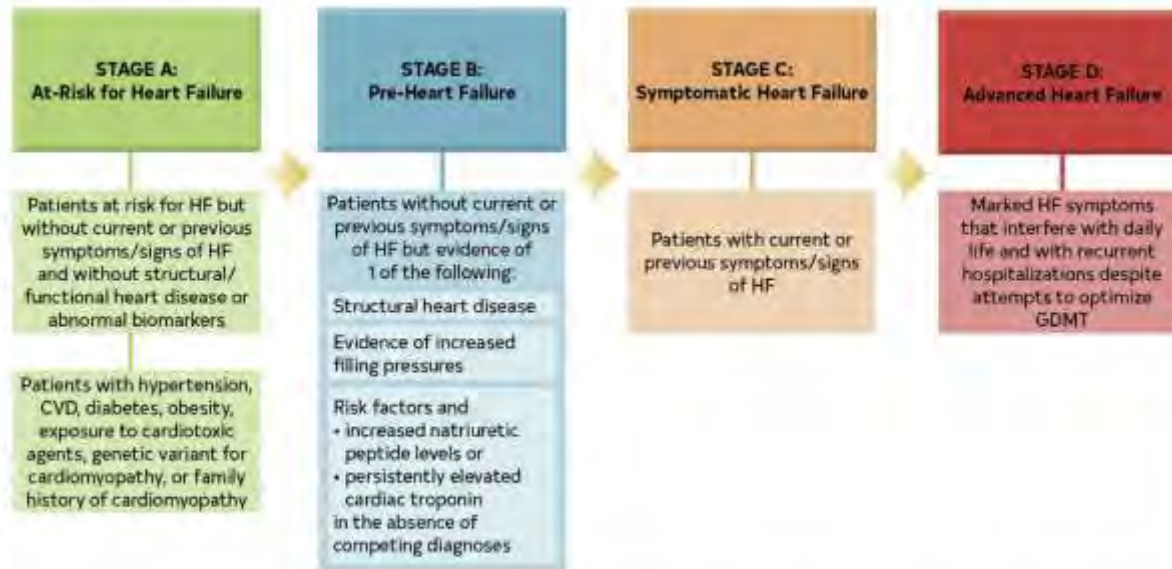 STAGE A:
At-Risk for Heart Failure
Patients at risk for HF but
without current or previous
symptoms/signs of HF
and without structural/
functional heart disease or
abnormal biomarkers
Patients with hypertension,
CVD, diabetes, obesity,
exposure to cardiotoxic
agents, genetic variant for
cardiomyopathy, or family
history of cardiomyopathy
STAGE B:
Pre-Heart Failure
Patients without current or
previous symptoms/signs
of HF but evidence of
1 of the following:
Structural heart disease
Evidence of increased
filling pressures
Risk factors and
• increased natriuretic
peptide levels or
• persistently elevated
cardiac troponin
in the absence of
competing diagnoses
STAGE C:
Symptomatic Heart Failure
Patients with current or
previous symptoms/signs
of HF
STAGE D:
Advanced Heart Failure
Marked HF symptoms
that interfere with daily
life and with recurrent
hospitalizations despite
attempts to optimize
GDMT